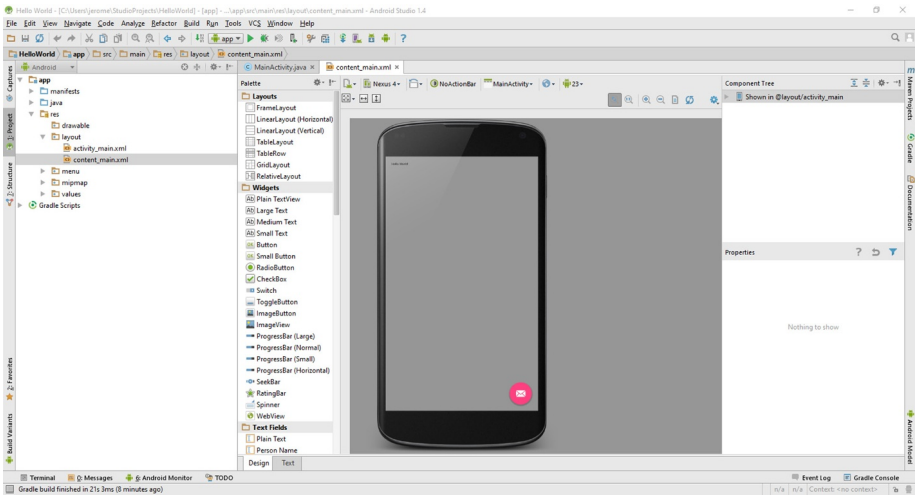 Hello World - [C:\Users\jerome\StudioProjects\HelloWorld] - [app] - ...\app\src\main\res\layout\content_main.xml - Android Studio 1.4
File Edit View Navigate Code Analyze Refactor Build Run Tools VCS Window Help
app
HelloWorld app src main res layout content_main.xml
Android
MainActivity.java content_main.xml
Captures
1: Project
7: Structure
2: Favorites
Build Variants
app
manifests
java
res
drawable
layout
activity_main.xml
content_main.xml
menu
mipmap
values
Gradle Scripts
Palette
Layouts
FrameLayout
LinearLayout (Horizontal)
LinearLayout (Vertical)
TableLayout
TableRow
GridLayout
RelativeLayout
Widgets
Plain TextView
Large Text
Medium Text
Small Text
Button
Small Button
RadioButton
CheckBox
Switch
ToggleButton
ImageButton
ImageView
ProgressBar (Large)
ProgressBar (Normal)
ProgressBar (Small)
ProgressBar (Horizontal)
SeekBar
RatingBar
Spinner
WebView
Text Fields
Plain Text
Person Name
Design Text
Nexus 4 NoActionBar MainActivity 23
Component Tree
Shown in @layout/activity_main
Properties
Nothing to show
Maven Projects
Gradle
Documentation
Android Model
Terminal 0: Messages 6: Android Monitor TODO Event Log Gradle Console
Gradle build finished in 21s 3ms (8 minutes ago) n/a n/a Context: <no context>